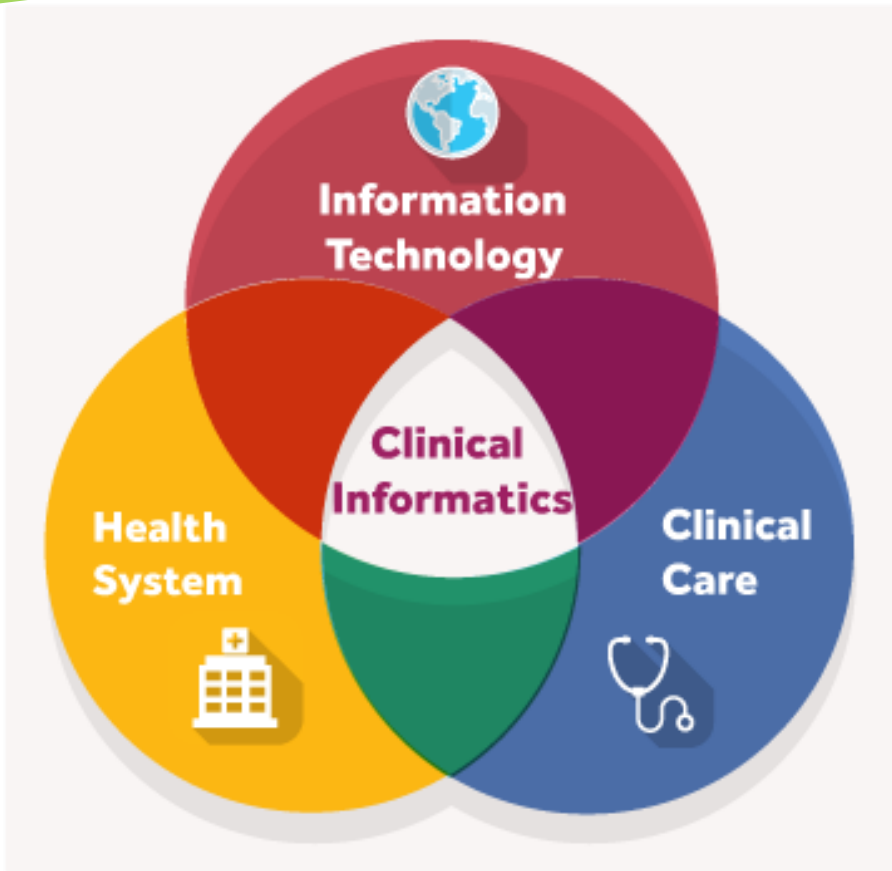 Information
Technology
Clinical
Informatics
Health
System
Clinical
Care